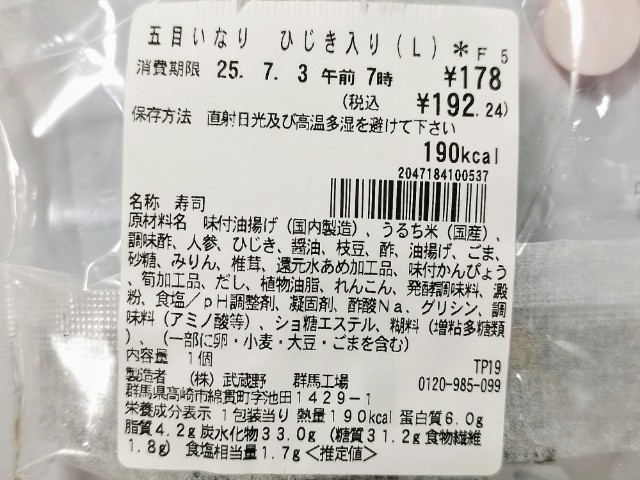 五目いなり　ひじき入り(L) *F5
消費期限 25. 7. 3 午前7時 ¥178
(税込 ¥192.24)
保存方法 直射日光及び高温多湿を避けて下さい
190kcal
2047184100537
名称 寿司
原材料名 味付油揚げ(国内製造)、うるち米(国産)、
調味酢、人参、ひじき、醤油、枝豆、酢、油揚げ、ごま、
砂糖、みりん、椎茸、還元水あめ加工品、味付かんぴょう
、筍加工品、だし、植物油脂、れんこん、発酵調味料、澱
粉、食塩/pH調整剤、凝固剤、酢酸Na、グリシン、調
味料(アミノ酸等)、ショ糖エステル、糊料(増粘多糖類
)、(一部に卵・小麦・大豆・ごまを含む)
内容量 1個 TP19
製造者 (株)武蔵野 群馬工場 0120-985-099
群馬県高崎市綿貫町字池田1429-1
栄養成分表示 1包装当り 熱量190kcal 蛋白質6.0g
脂質4.2g 炭水化物33.0g (糖質31.2g 食物繊維
1.8g) 食塩相当量1.7g<推定値>